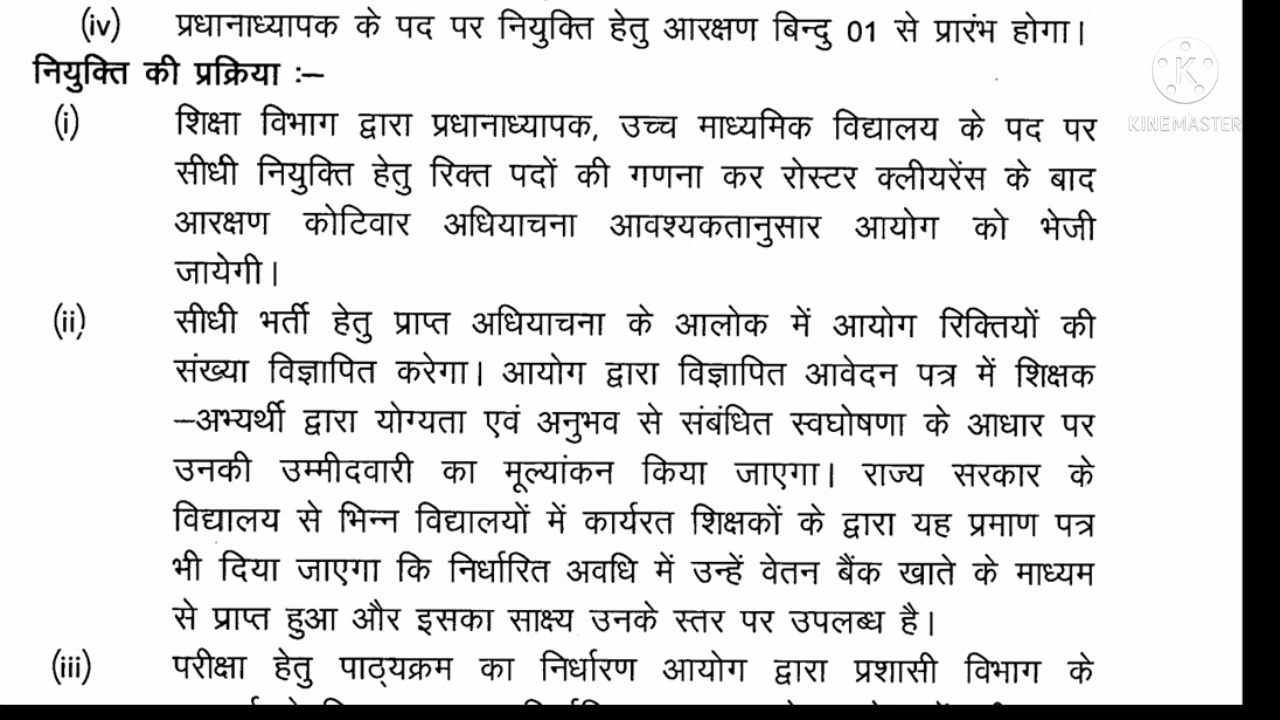 (iv) प्रधानाध्यापक के पद पर नियुक्ति हेतु आरक्षण बिन्दु 01 से प्रारंभ होगा।
नियुक्ति की प्रक्रिया :–
(i) शिक्षा विभाग द्वारा प्रधानाध्यापक, उच्च माध्यमिक विद्यालय के पद पर
सीधी नियुक्ति हेतु रिक्त पदों की गणना कर रोस्टर क्लीयरेंस के बाद
आरक्षण कोटिवार अधियाचना आवश्यकतानुसार आयोग को भेजी
जायेगी।
(ii) सीधी भर्ती हेतु प्राप्त अधियाचना के आलोक में आयोग रिक्तियों की
संख्या विज्ञापित करेगा। आयोग द्वारा विज्ञापित आवेदन पत्र में शिक्षक
–अभ्यर्थी द्वारा योग्यता एवं अनुभव से संबंधित स्वघोषणा के आधार पर
उनकी उम्मीदवारी का मूल्यांकन किया जाएगा। राज्य सरकार के
विद्यालय से भिन्न विद्यालयों में कार्यरत शिक्षकों के द्वारा यह प्रमाण पत्र
भी दिया जाएगा कि निर्धारित अवधि में उन्हें वेतन बैंक खाते के माध्यम
से प्राप्त हुआ और इसका साक्ष्य उनके स्तर पर उपलब्ध है।
(iii) परीक्षा हेतु पाठ्यक्रम का निर्धारण आयोग द्वारा प्रशासी विभाग के
K
KINEMASTER